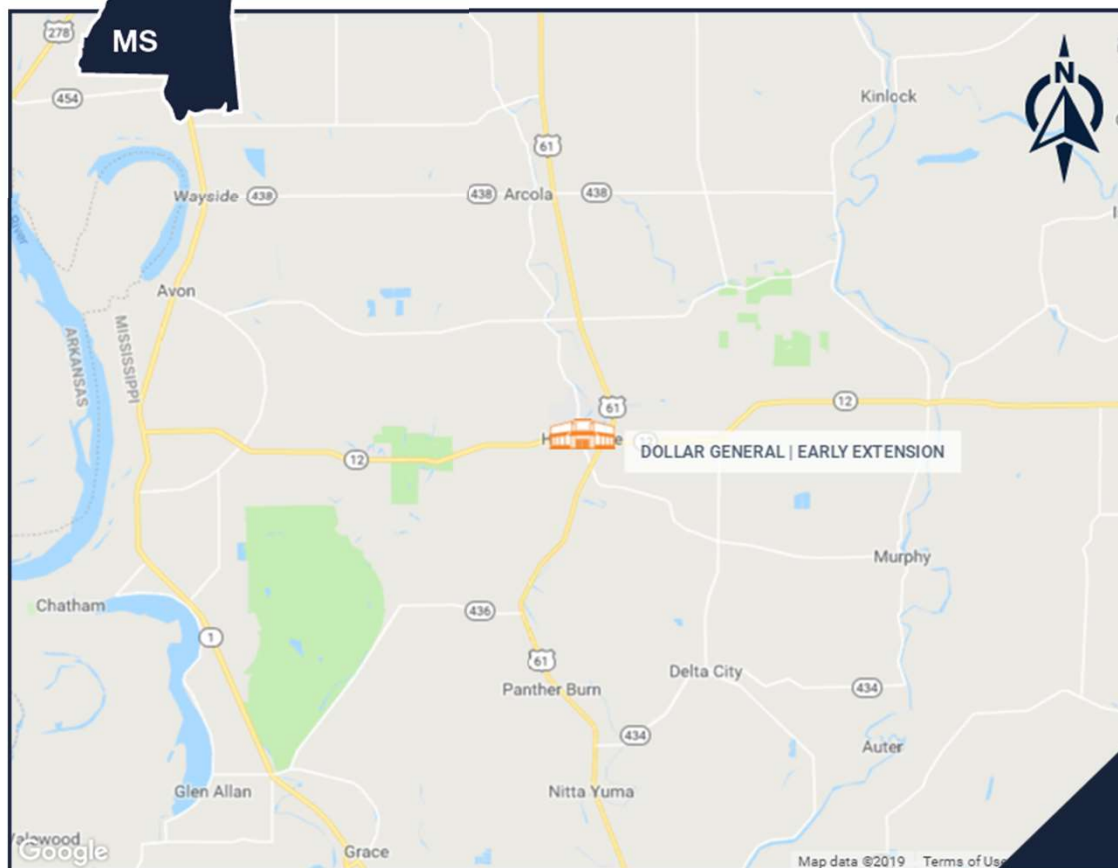 MS
278
N
454
Kinlock
61
Wayside
438
438
Arcola
438
River
Avon
ARKANSAS
MISSISSIPPI
61
12
12
DOLLAR GENERAL | EARLY EXTENSION
12
Murphy
Chatham
436
1
61
Delta City
Panther Burn
434
434
Auter
Glen Allan
Nitta Yuma
Google
Grace
Map data ©2019
Terms of Use